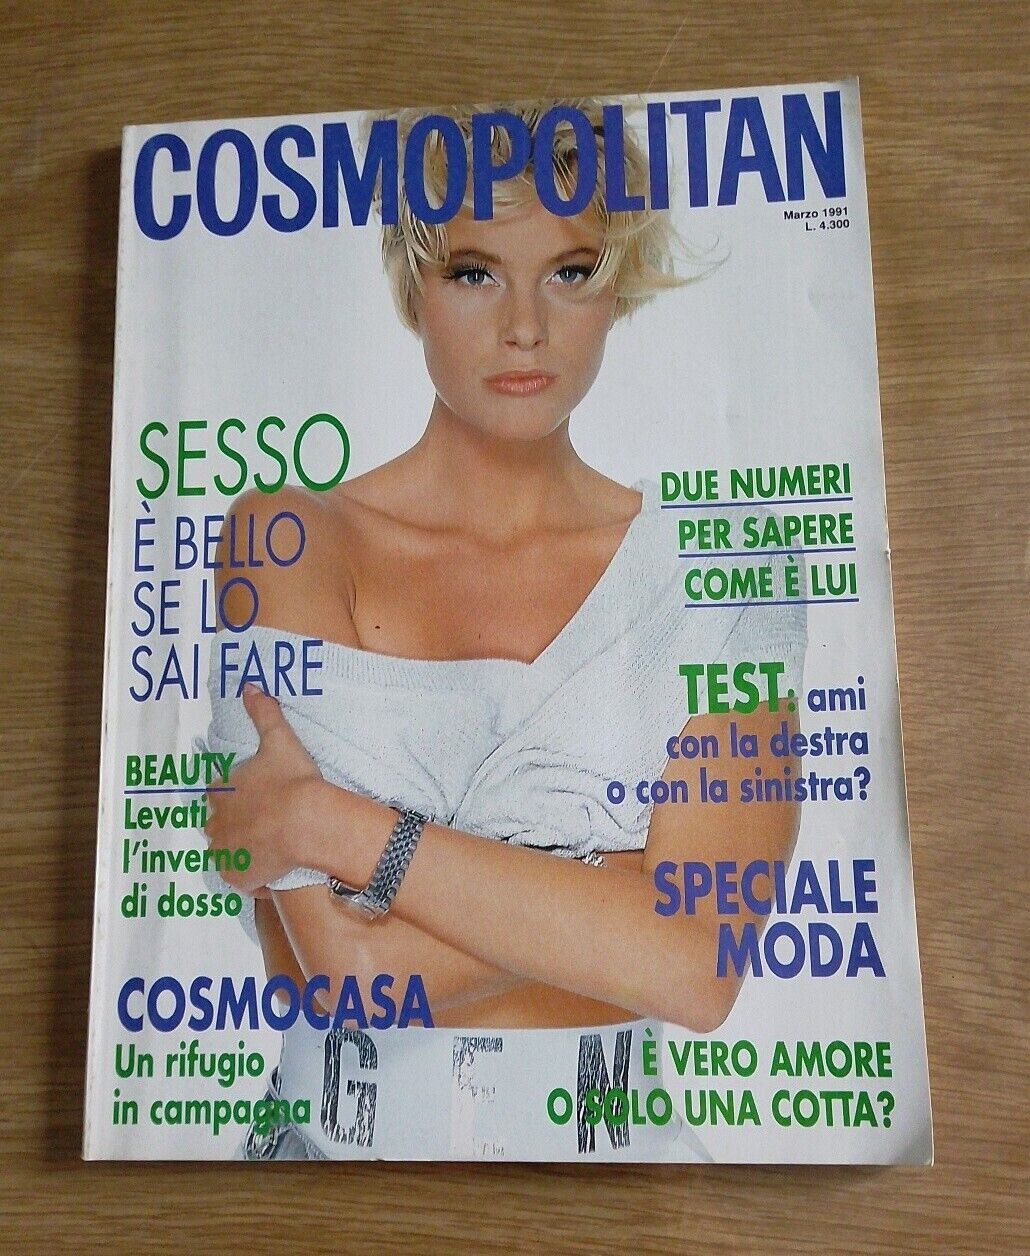 COSMOPOLITAN
Marzo 1991
L. 4.300
SESSO
È BELLO
SE LO
SAI FARE
BEAUTY
Levati
l'inverno
di dosso
COSMOCASA
Un rifugio
in campagna
DUE NUMERI
PER SAPERE
COME È LUI
TEST: ami
con la destra
o con la sinistra?
SPECIALE
MODA
È VERO AMORE
O SOLO UNA COTTA?